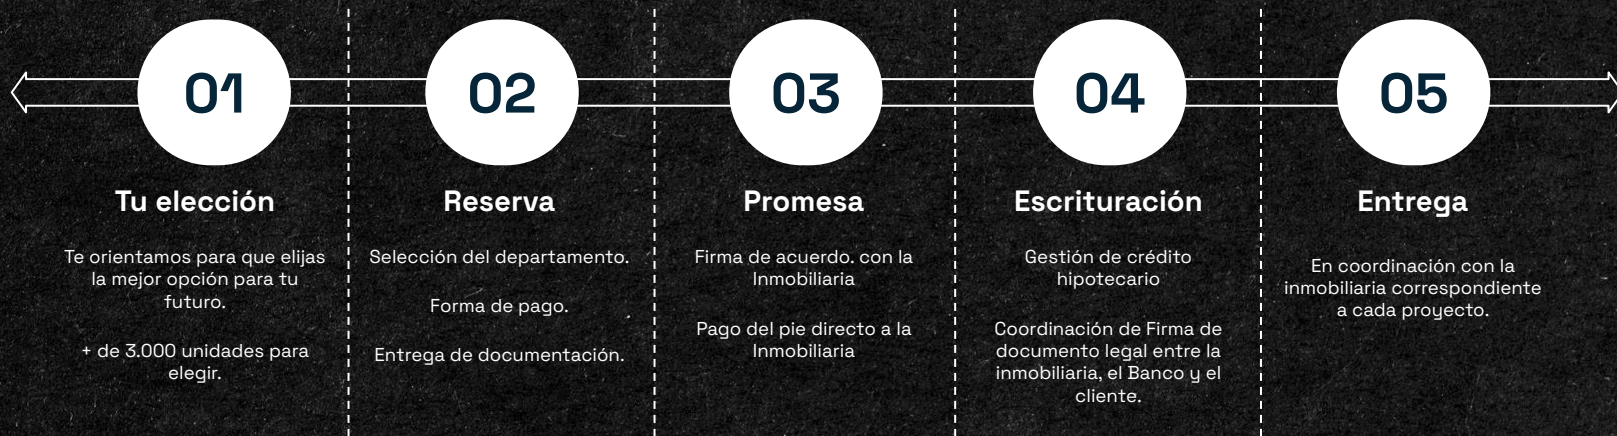 01
Tu elección
Te orientamos para que elijas
la mejor opción para tu
futuro.
+ de 3.000 unidades para
elegir.
02
Reserva
Selección del departamento.
Forma de pago.
Entrega de documentación.
03
Promesa
Firma de acuerdo. con la
Inmobiliaria
Pago del pie directo a la
Inmobiliaria
04
Escrituración
Gestión de crédito
hipotecario
Coordinación de Firma de
documento legal entre la
inmobiliaria, el Banco y el
cliente.
05
Entrega
En coordinación con la
inmobiliaria correspondiente
a cada proyecto.